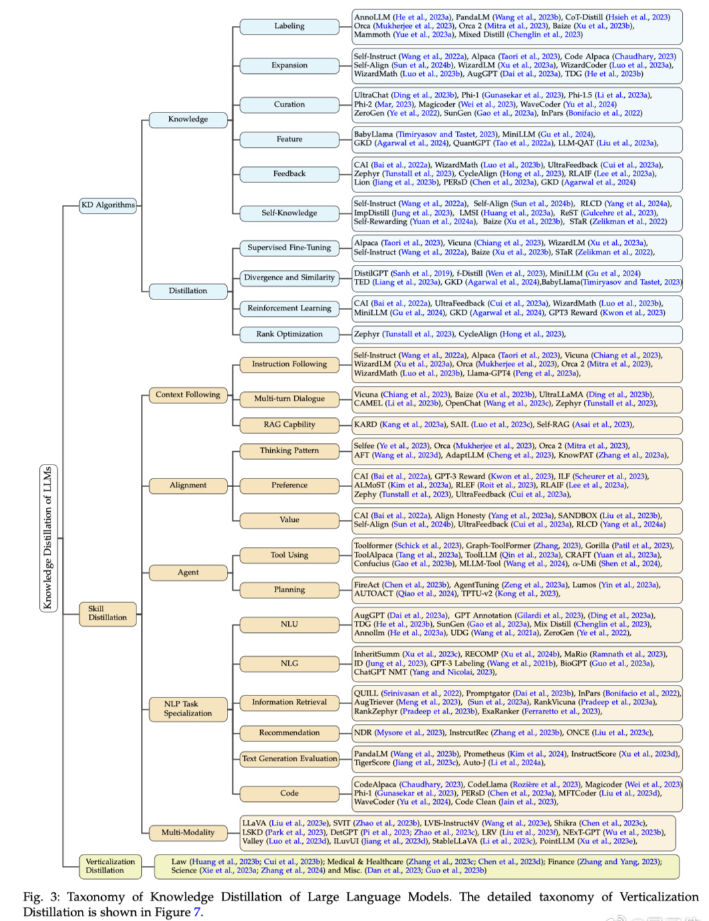 Knowledge Distillation of LLMs
KD Algorithms
Knowledge
Labeling
AnnoLLM (He et al., 2023a), PandaLM (Wang et al., 2023b), CoT-Distill (Hsieh et al., 2023)
Orca (Mukherjee et al., 2023), Orca 2 (Mitra et al., 2023), Baize (Xu et al., 2023b),
Mammoth (Yue et al., 2023a), Mixed Distill (Chenglin et al., 2023)
Expansion
Self-Instruct (Wang et al., 2022a), Alpaca (Taori et al., 2023), Code Alpaca (Chaudhary, 2023)
Self-Align (Sun et al., 2024b), WizardLM (Xu et al., 2023a), WizardCoder (Luo et al., 2023a),
WizardMath (Luo et al., 2023b), AugGPT (Dai et al., 2023a), TDG (He et al., 2023b)
Curation
UltraChat (Ding et al., 2023b), Phi-1 (Gunasekar et al., 2023), Phi-1.5 (Li et al., 2023a),
Phi-2 (Mar, 2023), Magicoder (Wei et al., 2023), WaveCoder (Yu et al., 2024)
ZeroGen (Ye et al., 2022), SunGen (Gao et al., 2023a), InPars (Bonifacio et al., 2022)
Feature
BabyLlama (Timiryasov and Tastet, 2023), MiniLLM (Gu et al., 2024),
GKD (Agarwal et al., 2024), QuantGPT (Tao et al., 2022a), LLM-QAT (Liu et al., 2023a),
Feedback
CAI (Bai et al., 2022a), WizardMath (Luo et al., 2023b), UltraFeedback (Cui et al., 2023a),
Zephyr (Tunstall et al., 2023), CycleAlign (Hong et al., 2023), RLAIF (Lee et al., 2023a),
Lion (Jiang et al., 2023b), PERsD (Chen et al., 2023a), GKD (Agarwal et al., 2024)
Self-Knowledge
Self-Instruct (Wang et al., 2022a), Self-Align (Sun et al., 2024b), RLCD (Yang et al., 2024a),
ImpDistill (Jung et al., 2023), LMSI (Huang et al., 2023a), ReST (Gulcehre et al., 2023),
Self-Rewarding (Yuan et al., 2024a), Baize (Xu et al., 2023b), STaR (Zelikman et al., 2022)
Distillation
Supervised Fine-Tuning
Alpaca (Taori et al., 2023), Vicuna (Chiang et al., 2023), WizardLM (Xu et al., 2023a),
Self-Instruct (Wang et al., 2022a), Baize (Xu et al., 2023b), STaR (Zelikman et al., 2022),
Divergence and Similarity
DistilGPT (Sanh et al., 2019), f-Distill (Wen et al., 2023), MiniLLM (Gu et al., 2024)
TED (Liang et al., 2023a), GKD (Agarwal et al., 2024),BabyLlama(Timiryasov and Tastet, 2023)
Reinforcement Learning
CAI (Bai et al., 2022a), UltraFeedback (Cui et al., 2023a), WizardMath (Luo et al., 2023b),
MiniLLM (Gu et al., 2024), GKD (Agarwal et al., 2024), GPT3 Reward (Kwon et al., 2023)
Rank Optimization
Zephyr (Tunstall et al., 2023), CycleAlign (Hong et al., 2023),
Skill
Distillation
Context Following
Instruction Following
Self-Instruct (Wang et al., 2022a), Alpaca (Taori et al., 2023), Vicuna (Chiang et al., 2023),
WizardLM (Xu et al., 2023a), Orca (Mukherjee et al., 2023), Orca 2 (Mitra et al., 2023),
WizardMath (Luo et al., 2023b), Llama-GPT4 (Peng et al., 2023a),
Multi-turn Dialogue
Vicuna (Chiang et al., 2023), Baize (Xu et al., 2023b), UltraLLaMA (Ding et al., 2023b),
CAMEL (Li et al., 2023b), OpenChat (Wang et al., 2023c), Zephyr (Tunstall et al., 2023),
RAG Capbility
KARD (Kang et al., 2023a), SAIL (Luo et al., 2023c), Self-RAG (Asai et al., 2023),
Alignment
Thinking Pattern
Selfee (Ye et al., 2023), Orca (Mukherjee et al., 2023), Orca 2 (Mitra et al., 2023),
AFT (Wang et al., 2023d), AdaptLLM (Cheng et al., 2023), KnowPAT (Zhang et al., 2023a),
Preference
CAI (Bai et al., 2022a), GPT-3 Reward (Kwon et al., 2023), ILF (Scheurer et al., 2023),
ALMoST (Kim et al., 2023a), RLEF (Roit et al., 2023), RLAIF (Lee et al., 2023a),
Zephy (Tunstall et al., 2023), UltraFeedback (Cui et al., 2023a),
Value
CAI (Bai et al., 2022a), Align Honesty (Yang et al., 2023a), SANDBOX (Liu et al., 2023b),
Self-Align (Sun et al., 2024b), UltraFeedback (Cui et al., 2023a), RLCD (Yang et al., 2024a)
Agent
Tool Using
Toolformer (Schick et al., 2023), Graph-ToolFormer (Zhang, 2023), Gorilla (Patil et al., 2023),
ToolAlpaca (Tang et al., 2023a), ToolLLM (Qin et al., 2023a), CRAFT (Yuan et al., 2023a),
Confucius (Gao et al., 2023b), MLLM-Tool (Wang et al., 2024), α-UMi (Shen et al., 2024),
Planning
FireAct (Chen et al., 2023b), AgentTuning (Zeng et al., 2023a), Lumos (Yin et al., 2023a),
AUTOACT (Qiao et al., 2024), TPTU-v2 (Kong et al., 2023),
NLP Task
Specialization
NLU
AugGPT (Dai et al., 2023a), GPT Annotation (Gilardi et al., 2023), (Ding et al., 2023a),
TDG (He et al., 2023b), SunGen (Gao et al., 2023a), Mix Distill (Chenglin et al., 2023),
Annollm (He et al., 2023a), UDG (Wang et al., 2021a), ZeroGen (Ye et al., 2022),
NLG
InheritSumm (Xu et al., 2023c), RECOMP (Xu et al., 2024b), MaRio (Ramnath et al., 2023),
ID (Jung et al., 2023), GPT-3 Labeling (Wang et al., 2021b), BioGPT (Guo et al., 2023a),
ChatGPT NMT (Yang and Nicolai, 2023),
Information Retrieval
QUILL (Srinivasan et al., 2022), Promptgator (Dai et al., 2023b), InPars (Bonifacio et al., 2022),
AugTriever (Meng et al., 2023), (Sun et al., 2023a), RankVicuna (Pradeep et al., 2023a),
RankZephyr (Pradeep et al., 2023b), ExaRanker (Ferraretto et al., 2023),
Recommendation
NDR (Mysore et al., 2023), InstrcutRec (Zhang et al., 2023b), ONCE (Liu et al., 2023c),
Text Generation Evaluation
PandaLM (Wang et al., 2023b), Prometheus (Kim et al., 2024), InstructScore (Xu et al., 2023d),
TigerScore (Jiang et al., 2023c), Auto-J (Li et al., 2024a),
Code
CodeAlpaca (Chaudhary, 2023), CodeLlama (Rozière et al., 2023), Magicoder (Wei et al., 2023)
Phi-1 (Gunasekar et al., 2023), PERsD (Chen et al., 2023a), MFTCoder (Liu et al., 2023d),
WaveCoder (Yu et al., 2024), Code Clean (Jain et al., 2023),
Multi-Modality
LLaVA (Liu et al., 2023e), SVIT (Zhao et al., 2023b), LVIS-Instruct4V (Wang et al., 2023e), Shikra (Chen et al., 2023c),
LSKD (Park et al., 2023), DetGPT (Pi et al., 2023; Zhao et al., 2023c), LRV (Liu et al., 2023f), NExT-GPT (Wu et al., 2023b),
Valley (Luo et al., 2023d), ILuvUI (Jiang et al., 2023d), StableLLaVA (Li et al., 2023c), PointLLM (Xu et al., 2023e)
Verticalization
Distillation
Law (Huang et al., 2023b; Cui et al., 2023b); Medical & Healthcare (Zhang et al., 2023c; Chen et al., 2023d); Finance (Zhang and Yang, 2023);
Science (Xie et al., 2023a; Zhang et al., 2024) and Misc. (Dan et al., 2023; Guo et al., 2023b)
Fig. 3: Taxonomy of Knowledge Distillation of Large Language Models. The detailed taxonomy of Verticalization
Distillation is shown in Figure 7.